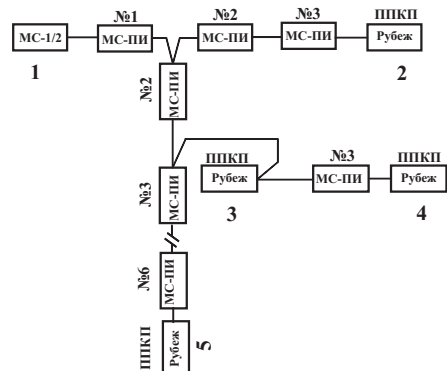 №1 №2 №3 ППКП
МС-1/2 МС-ПИ МС-ПИ МС-ПИ Рубеж
1 2
№2 МС-ПИ
ППКП №3 ППКП
№3 МС-ПИ Рубеж МС-ПИ Рубеж
3 4
№6 МС-ПИ
ППКП Рубеж 5